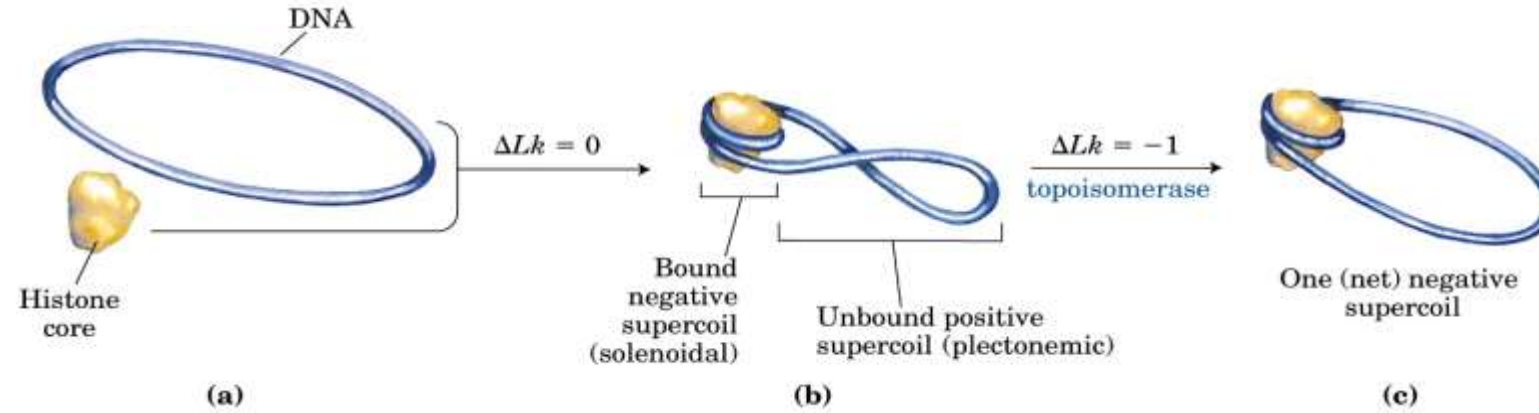 DNA
Histone
core
ΔLk = 0
Bound
negative
supercoil
(solenoidal)
Unbound positive
supercoil (plectonemic)
ΔLk = −1
topoisomerase
One (net) negative
supercoil
(a)
(b)
(c)